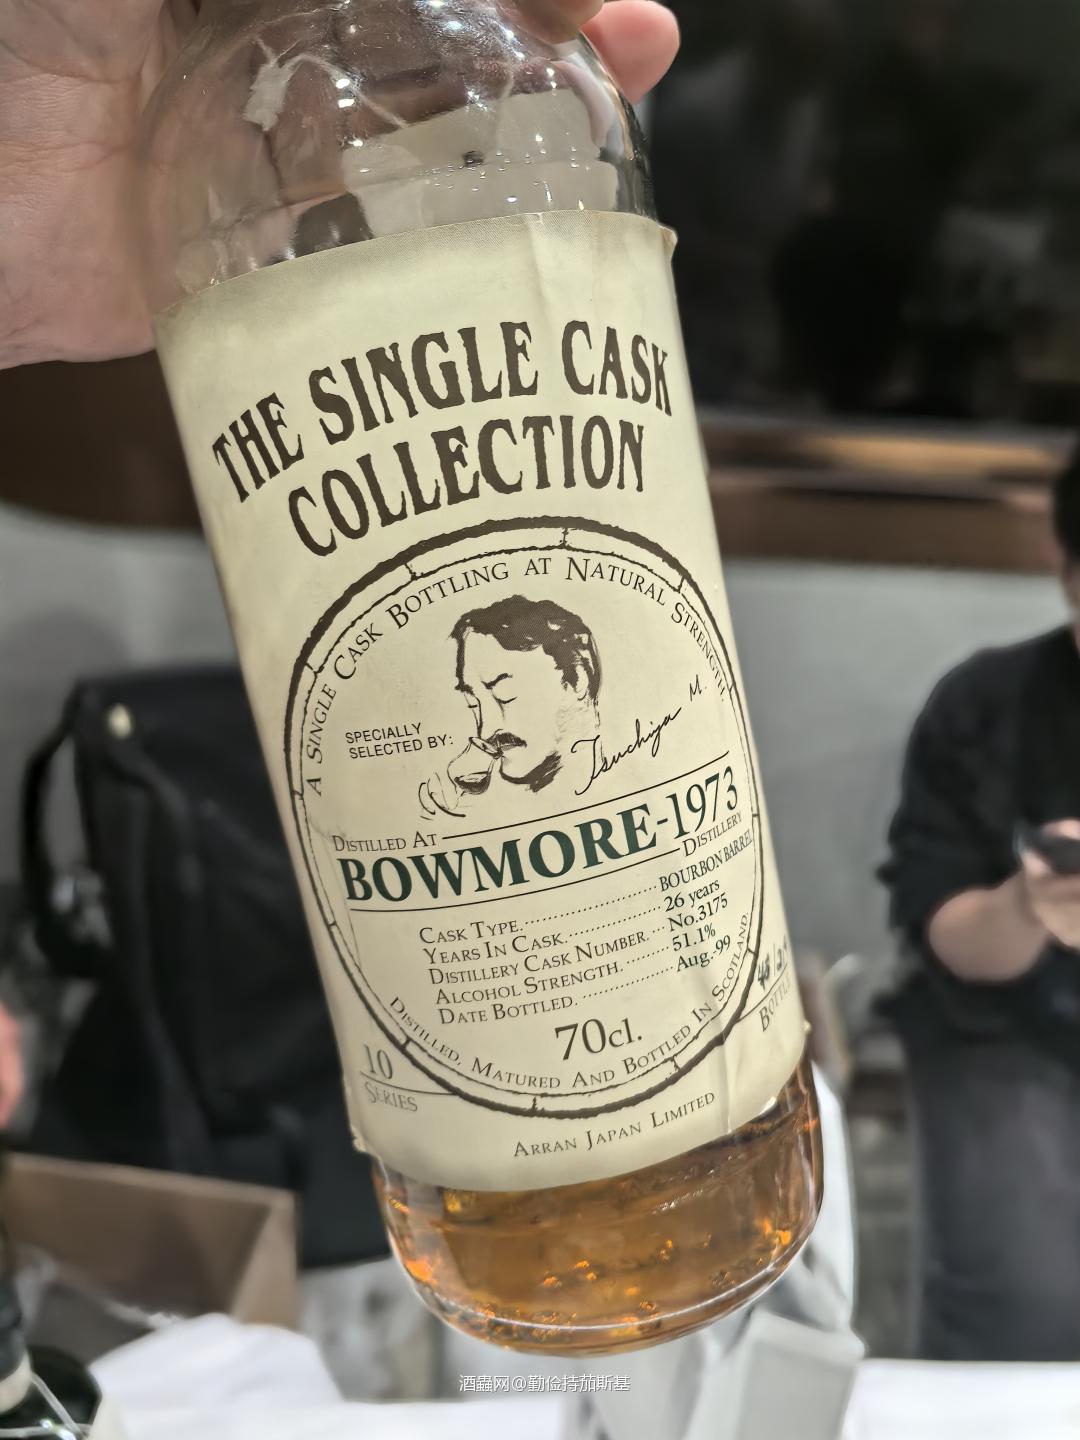 THE SINGLE CASK
COLLECTION
A SINGLE CASK BOTTLING AT NATURAL STRENGTH.
SPECIALLY
SELECTED BY:
Tsuchiya M.
DISTILLED AT
BOWMORE-1973
DISTILLERY
CASK TYPE. BOURBON BARREL
YEARS IN CASK. 26 years
DISTILLERY CASK NUMBER. No.3175
ALCOHOL STRENGTH. 51.1%
DATE BOTTLED. Aug.-99
70cl.
DISTILLED, MATURED AND BOTTLED IN SCOTLAND
10
SERIES
ARRAN JAPAN LIMITED
酒蟲网@勤俭持茄斯基